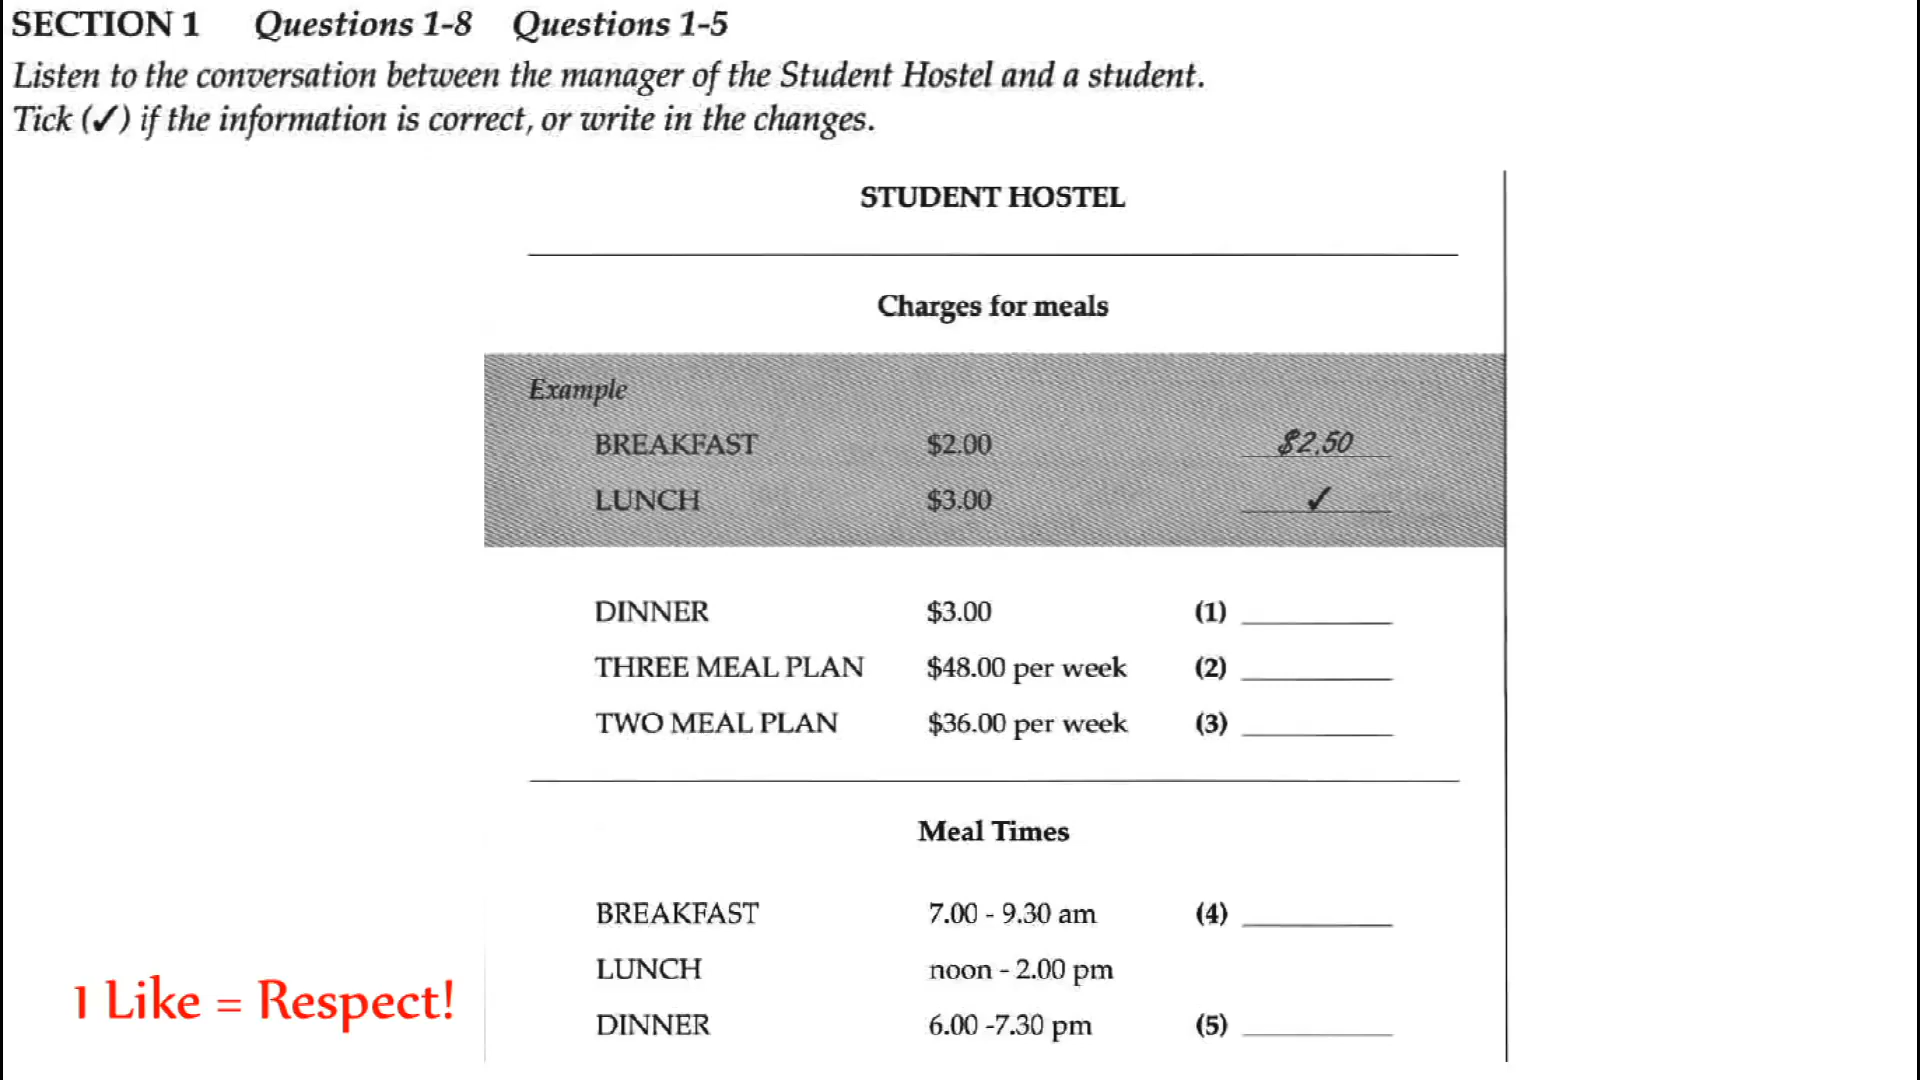 SECTION 1 Questions 1-8 Questions 1-5
Listen to the conversation between the manager of the Student Hostel and a student.
Tick (✓) if the information is correct, or write in the changes.
STUDENT HOSTEL
Charges for meals
Example
BREAKFAST $2.00 $2.50
LUNCH $3.00 ✓
DINNER $3.00 (1)
THREE MEAL PLAN $48.00 per week (2)
TWO MEAL PLAN $36.00 per week (3)
Meal Times
BREAKFAST 7.00 - 9.30 am (4)
LUNCH noon - 2.00 pm
DINNER 6.00 -7.30 pm (5)
1 Like = Respect!